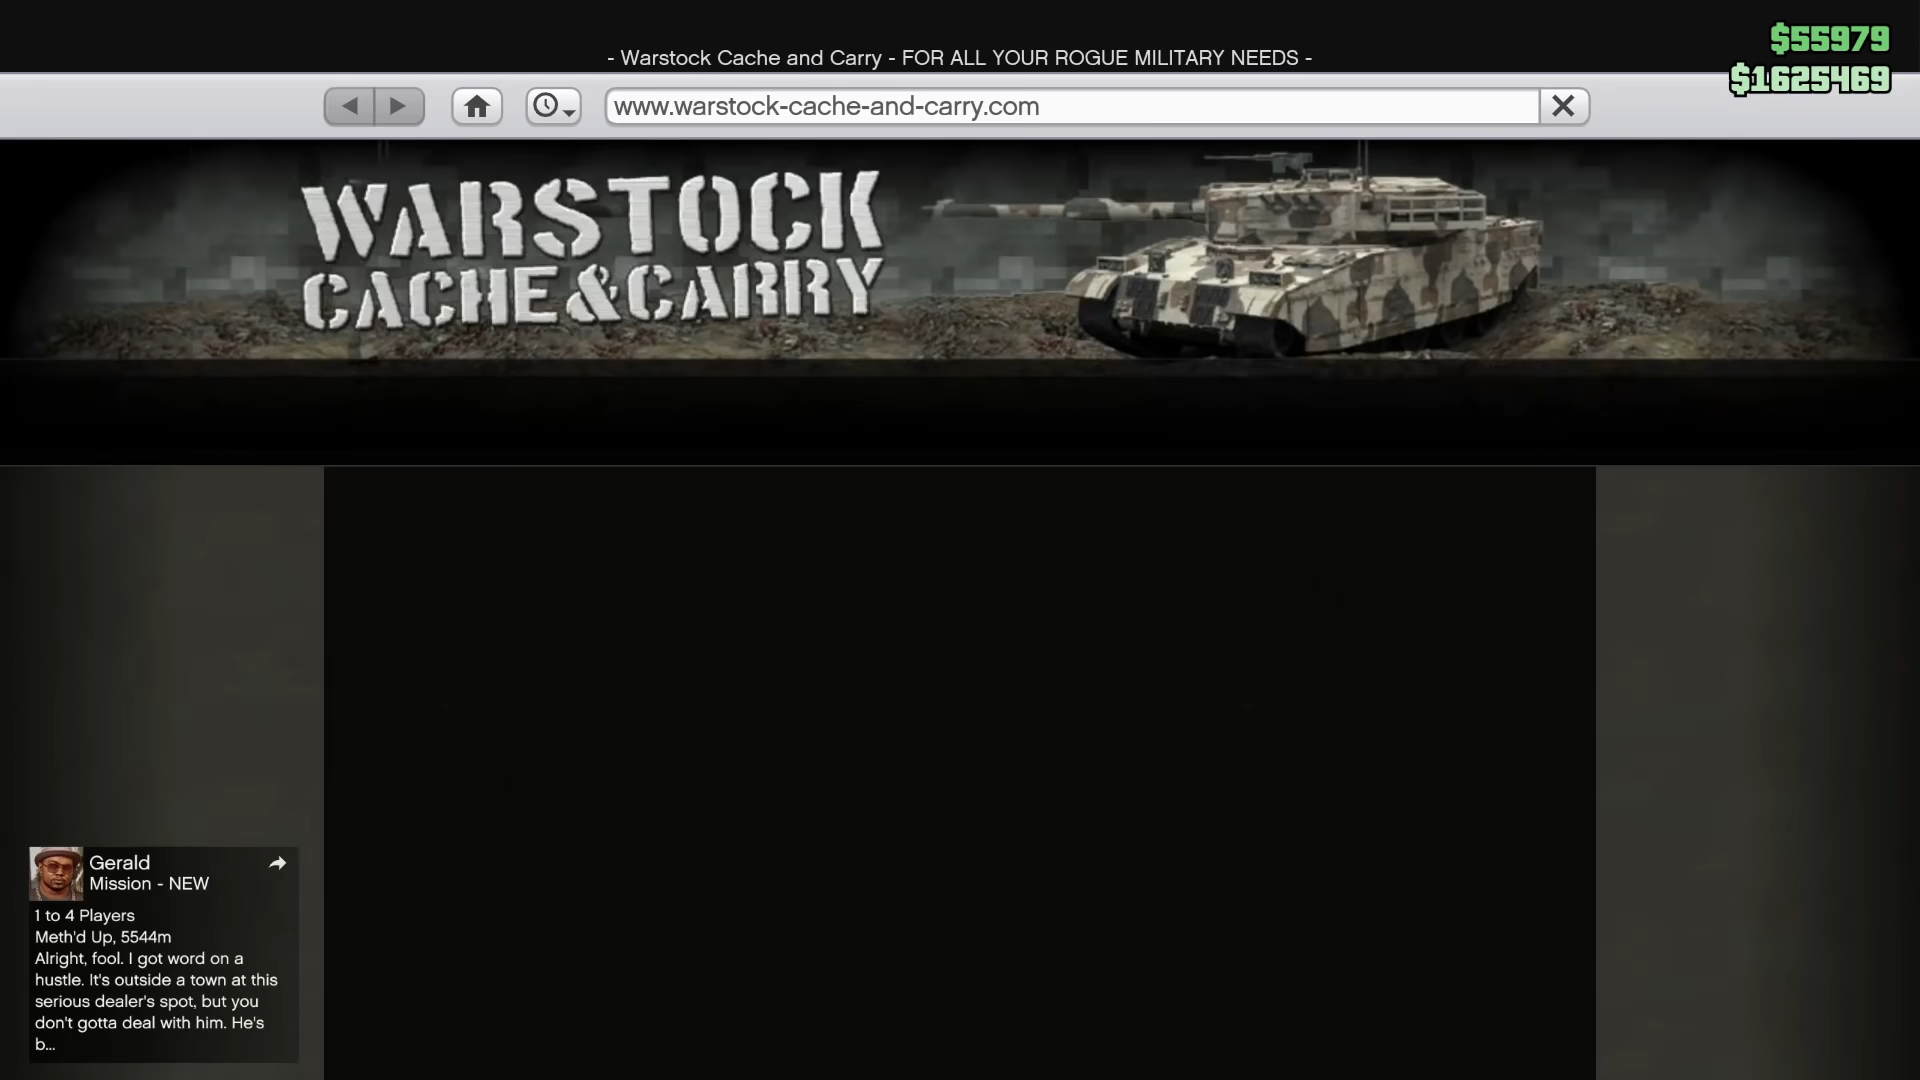 - Warstock Cache and Carry - FOR ALL YOUR ROGUE MILITARY NEEDS -
$55979
$1625469
www.warstock-cache-and-carry.com
WARSTOCK
CACHE&CARRY
Gerald
Mission - NEW
1 to 4 Players
Meth'd Up, 5544m
Alright, fool. I got word on a
hustle. It's outside a town at this
serious dealer's spot, but you
don't gotta deal with him. He's
b...